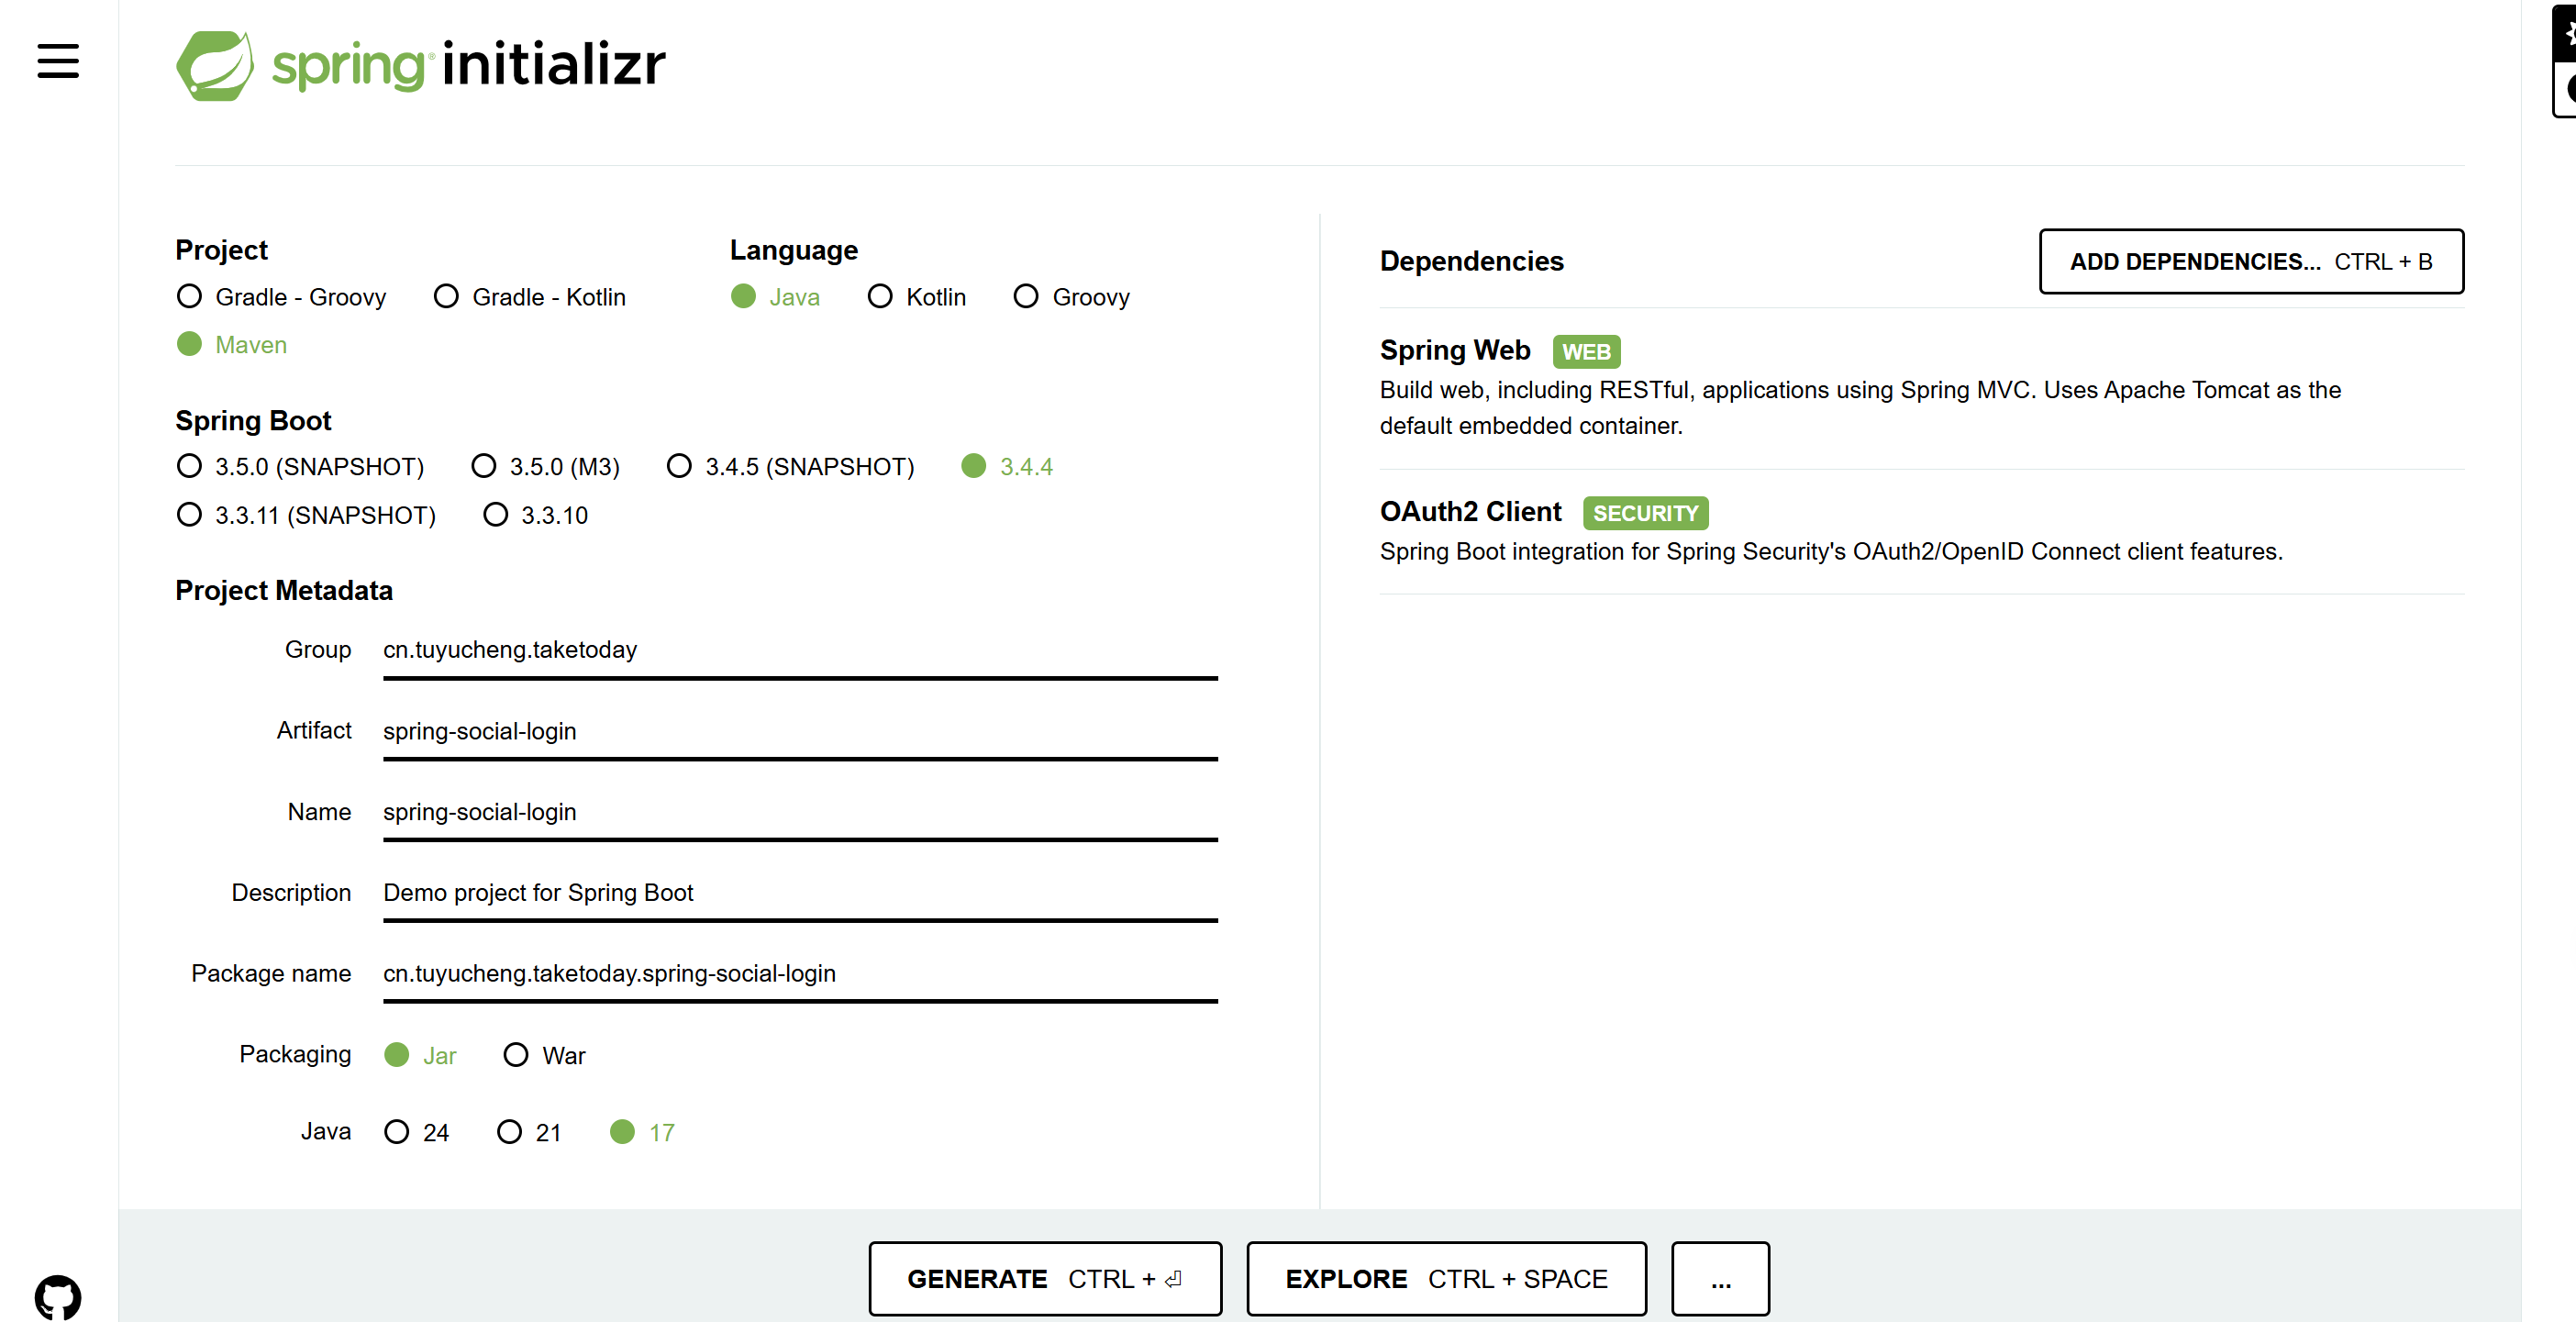 spring initializr
Project
Gradle - Groovy Gradle - Kotlin
Maven
Language
Java Kotlin Groovy
Spring Boot
3.5.0 (SNAPSHOT) 3.5.0 (M3) 3.4.5 (SNAPSHOT) 3.4.4
3.3.11 (SNAPSHOT) 3.3.10
Project Metadata
Group cn.tuyucheng.taketoday
Artifact spring-social-login
Name spring-social-login
Description Demo project for Spring Boot
Package name cn.tuyucheng.taketoday.spring-social-login
Packaging Jar War
Java 24 21 17
Dependencies ADD DEPENDENCIES... CTRL + B
Spring Web WEB
Build web, including RESTful, applications using Spring MVC. Uses Apache Tomcat as the
default embedded container.
OAuth2 Client SECURITY
Spring Boot integration for Spring Security's OAuth2/OpenID Connect client features.
GENERATE CTRL + ⏎ EXPLORE CTRL + SPACE ...